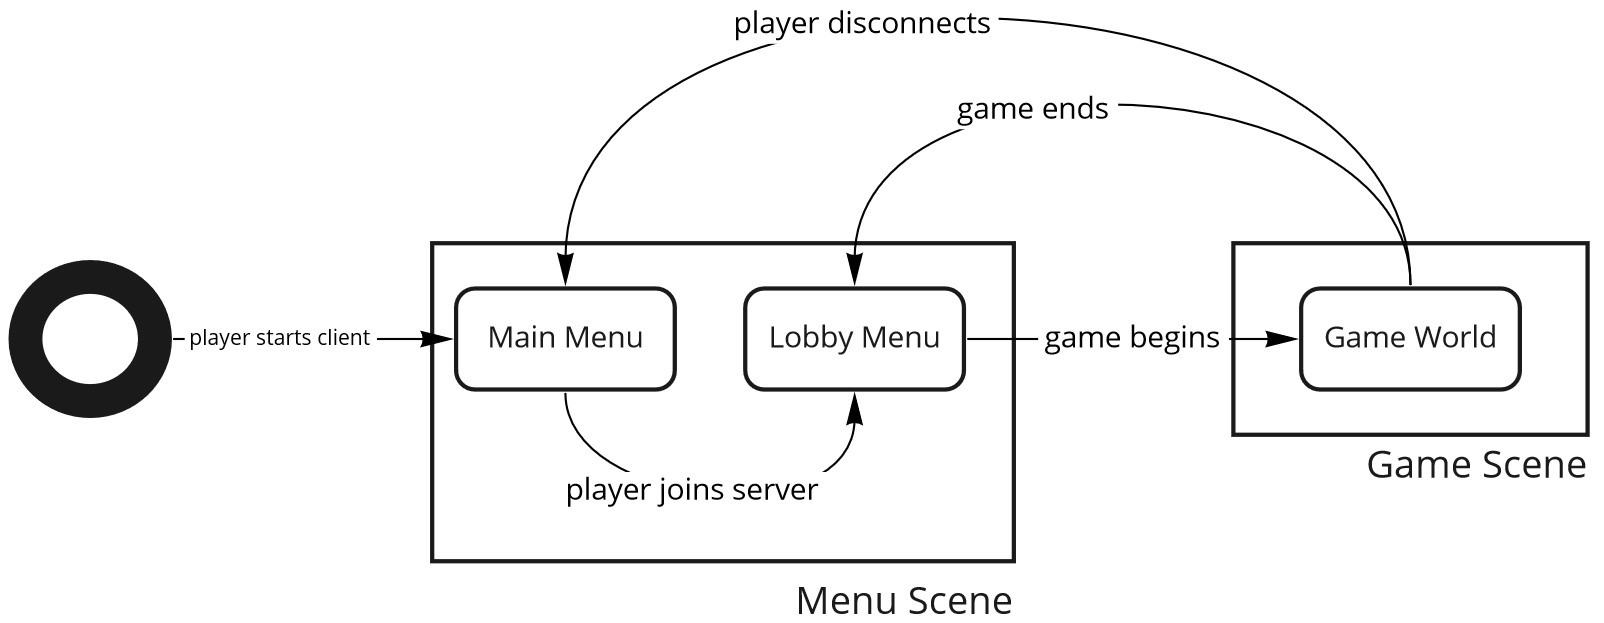 player disconnects
game ends
player starts client
Main Menu
Lobby Menu
game begins
Game World
player joins server
Game Scene
Menu Scene